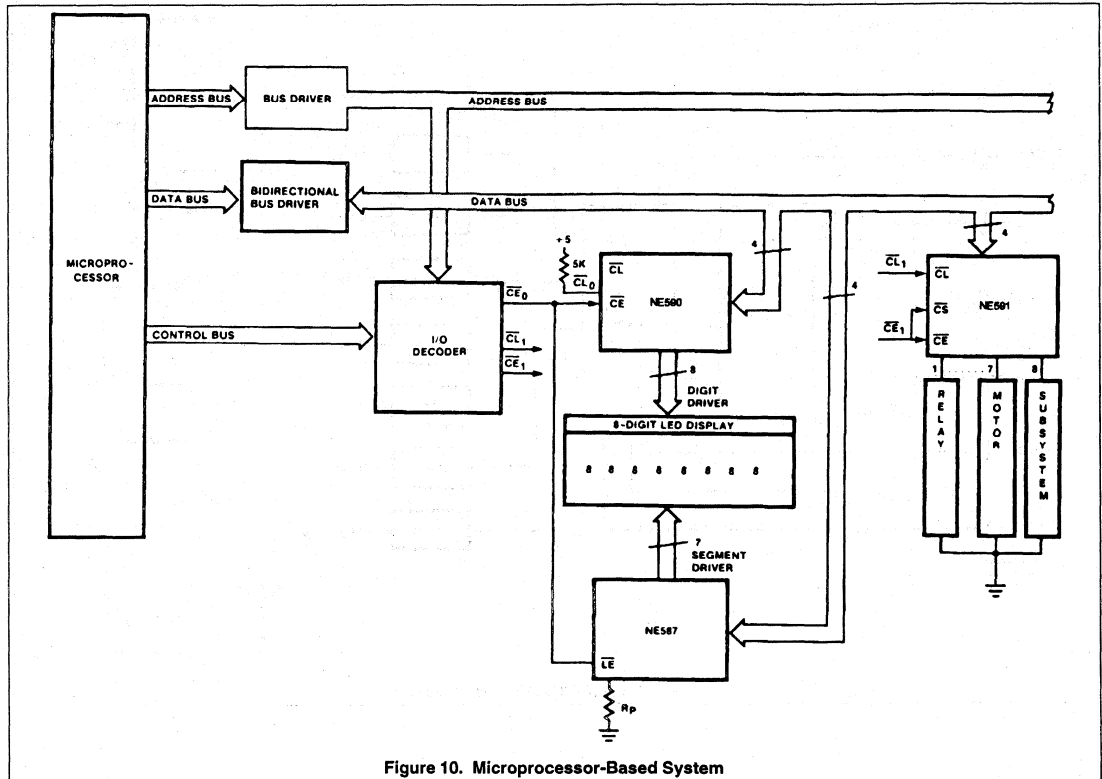 ADDRESS BUS
BUS DRIVER
ADDRESS BUS
DATA BUS
BIDIRECTIONAL
BUS DRIVER
DATA BUS
MICROPRO-
CESSOR
CONTROL BUS
I/O
DECODER
CE0
CL1
CE1
+5
5K
CL0
CL
CE
NE590
4
4
4
CL1
CE1
CL
CS
CE
NE591
8
DIGIT
DRIVER
8-DIGIT LED DISPLAY
8 8 8 8 8 8 8 8
7
SEGMENT
DRIVER
NE587
LE
RP
1 ...... 7 8
RELAY
MOTOR
SUBSYSTEM
Figure 10. Microprocessor-Based System